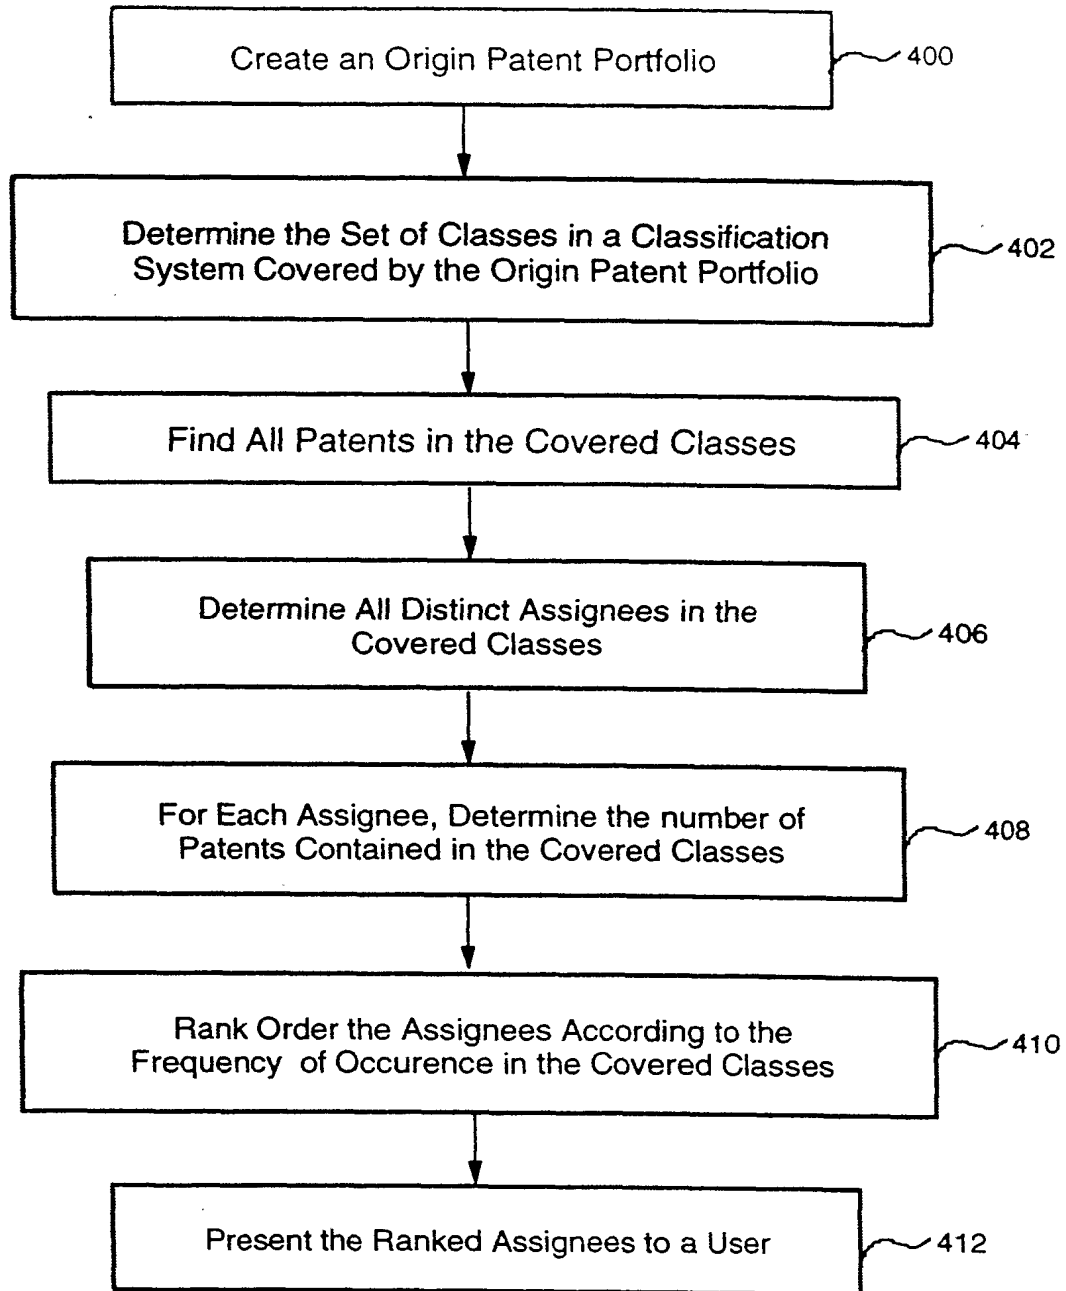 Create an Origin Patent Portfolio
400
Determine the Set of Classes in a Classification
System Covered by the Origin Patent Portfolio
402
Find All Patents in the Covered Classes
404
Determine All Distinct Assignees in the
Covered Classes
406
For Each Assignee, Determine the number of
Patents Contained in the Covered Classes
408
Rank Order the Assignees According to the
Frequency of Occurence in the Covered Classes
410
Present the Ranked Assignees to a User
412